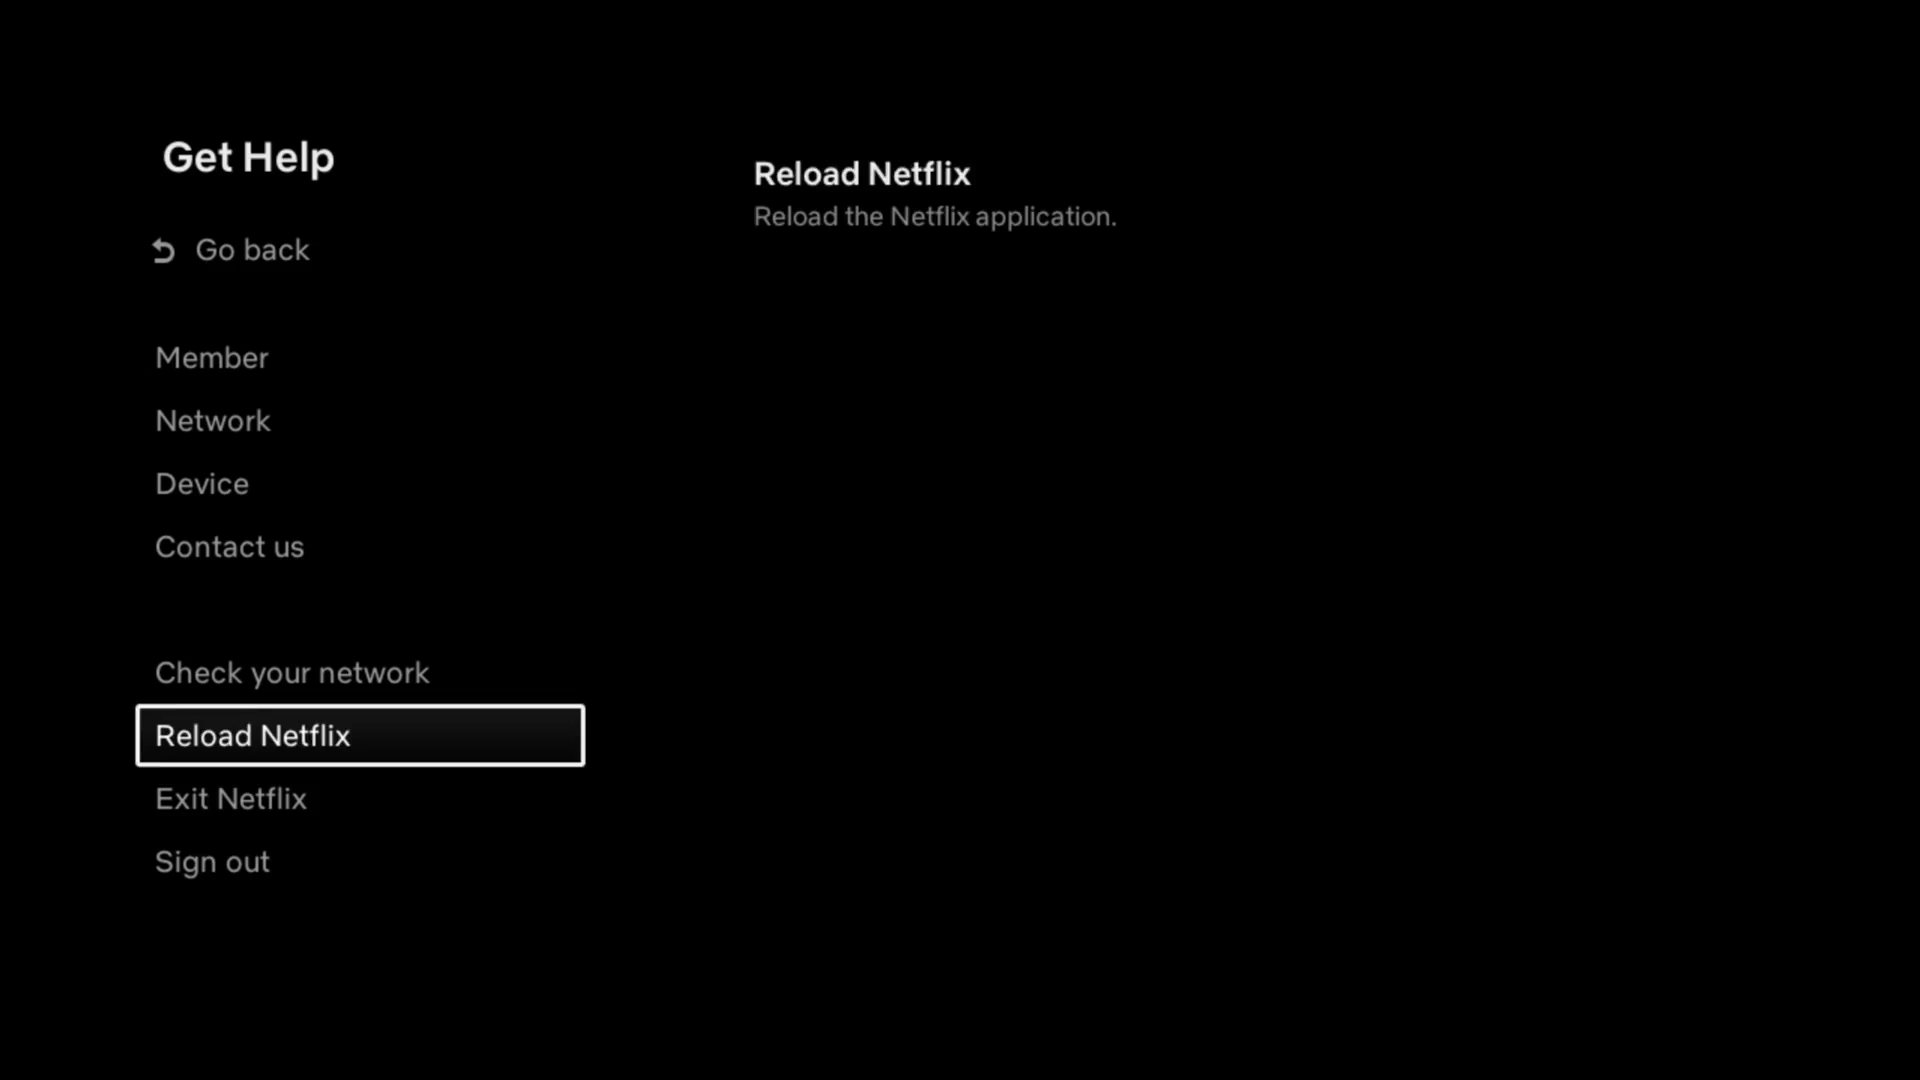 Get Help
Go back
Member
Network
Device
Contact us
Check your network
Reload Netflix
Exit Netflix
Sign out
Reload Netflix
Reload the Netflix application.